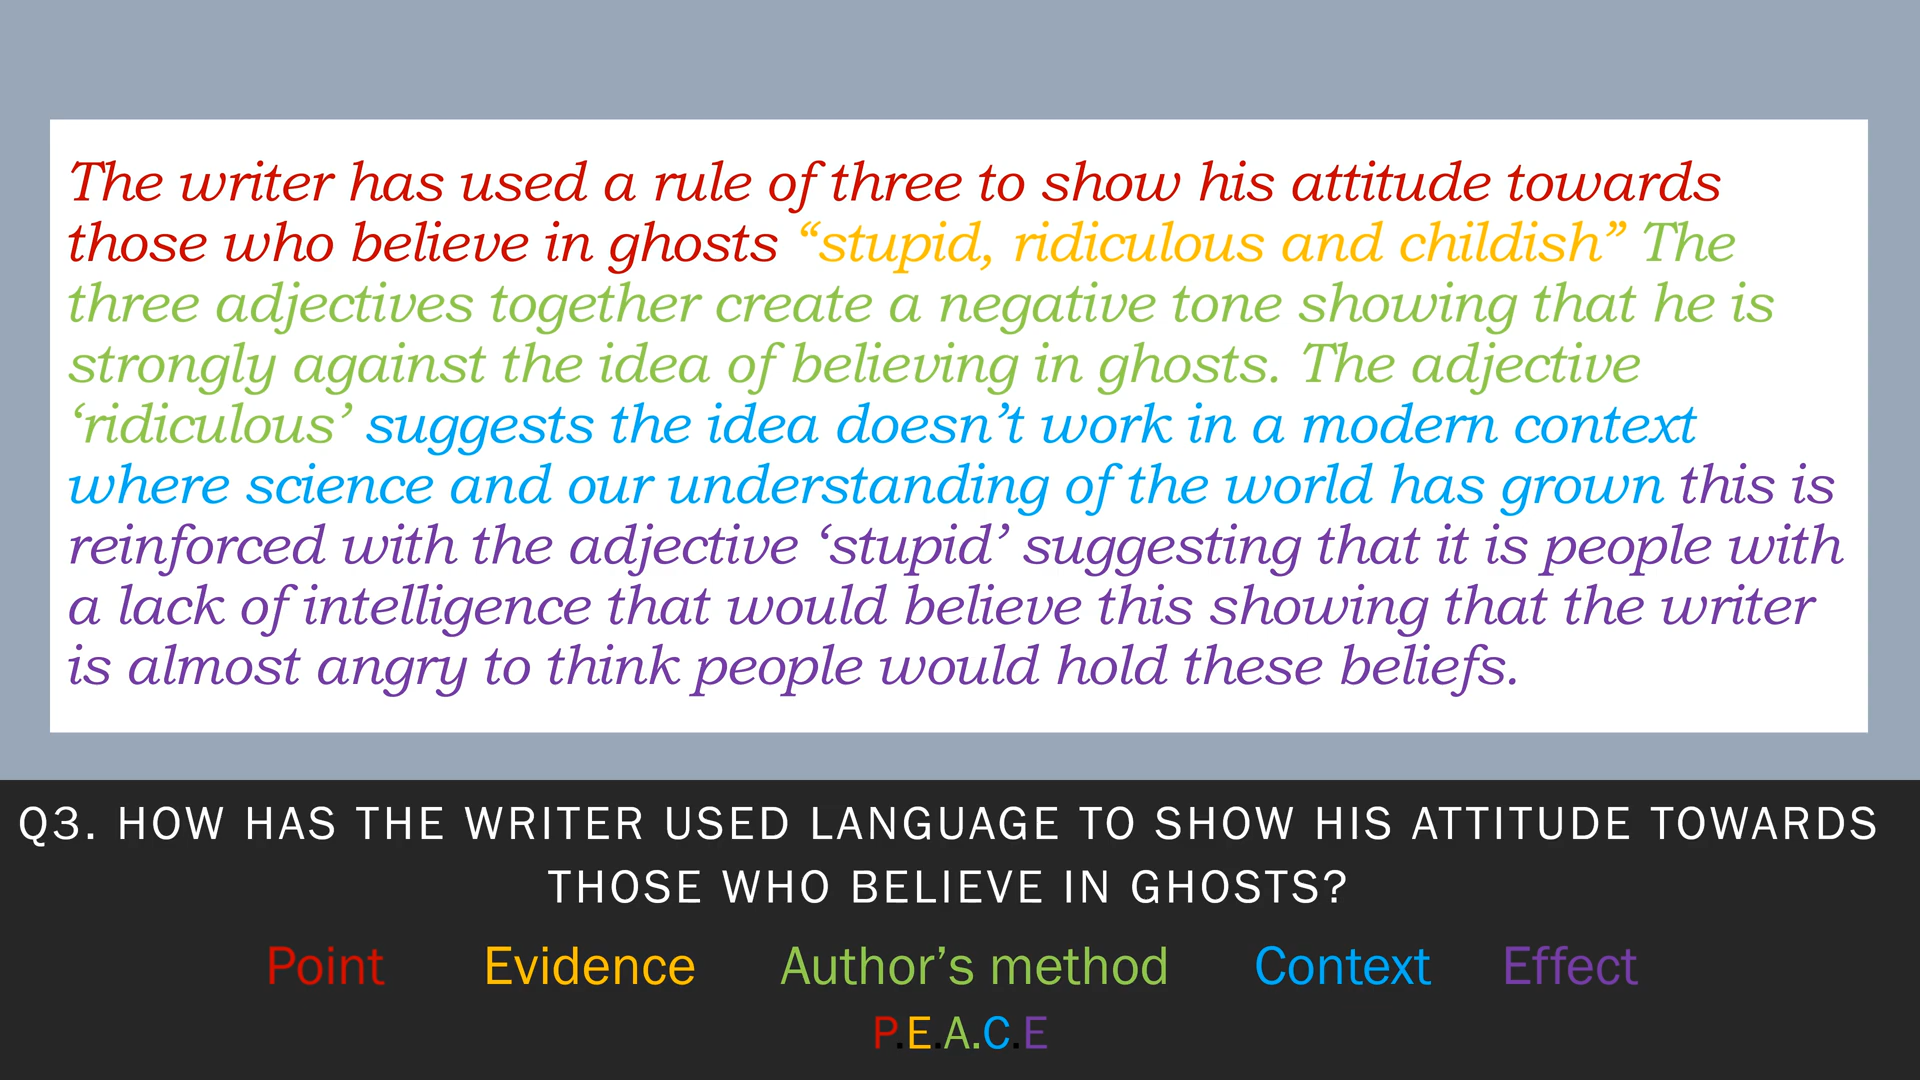 The writer has used a rule of three to show his attitude towards
those who believe in ghosts “stupid, ridiculous and childish” The
three adjectives together create a negative tone showing that he is
strongly against the idea of believing in ghosts. The adjective
‘ridiculous’ suggests the idea doesn’t work in a modern context
where science and our understanding of the world has grown this is
reinforced with the adjective ‘stupid’ suggesting that it is people with
a lack of intelligence that would believe this showing that the writer
is almost angry to think people would hold these beliefs.
Q3. HOW HAS THE WRITER USED LANGUAGE TO SHOW HIS ATTITUDE TOWARDS
THOSE WHO BELIEVE IN GHOSTS?
Point Evidence Author’s method Context Effect
P.E.A.C.E